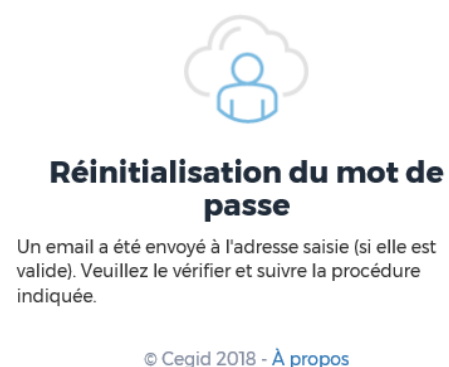 Réinitialisation du mot de
passe
Un email a été envoyé à l'adresse saisie (si elle est
valide). Veuillez le vérifier et suivre la procédure
indiquée.
© Cegid 2018 - À propos